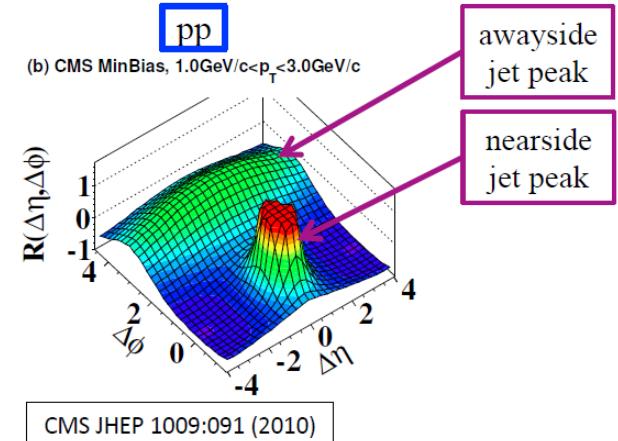 pp
(b) CMS MinBias, 1.0GeV/c<p_T<3.0GeV/c
awayside
jet peak
nearside
jet peak
R(Δη,Δϕ)
1
0
-1
4
2
0
Δϕ
-4
-2
0
2
4
Δη
CMS JHEP 1009:091 (2010)